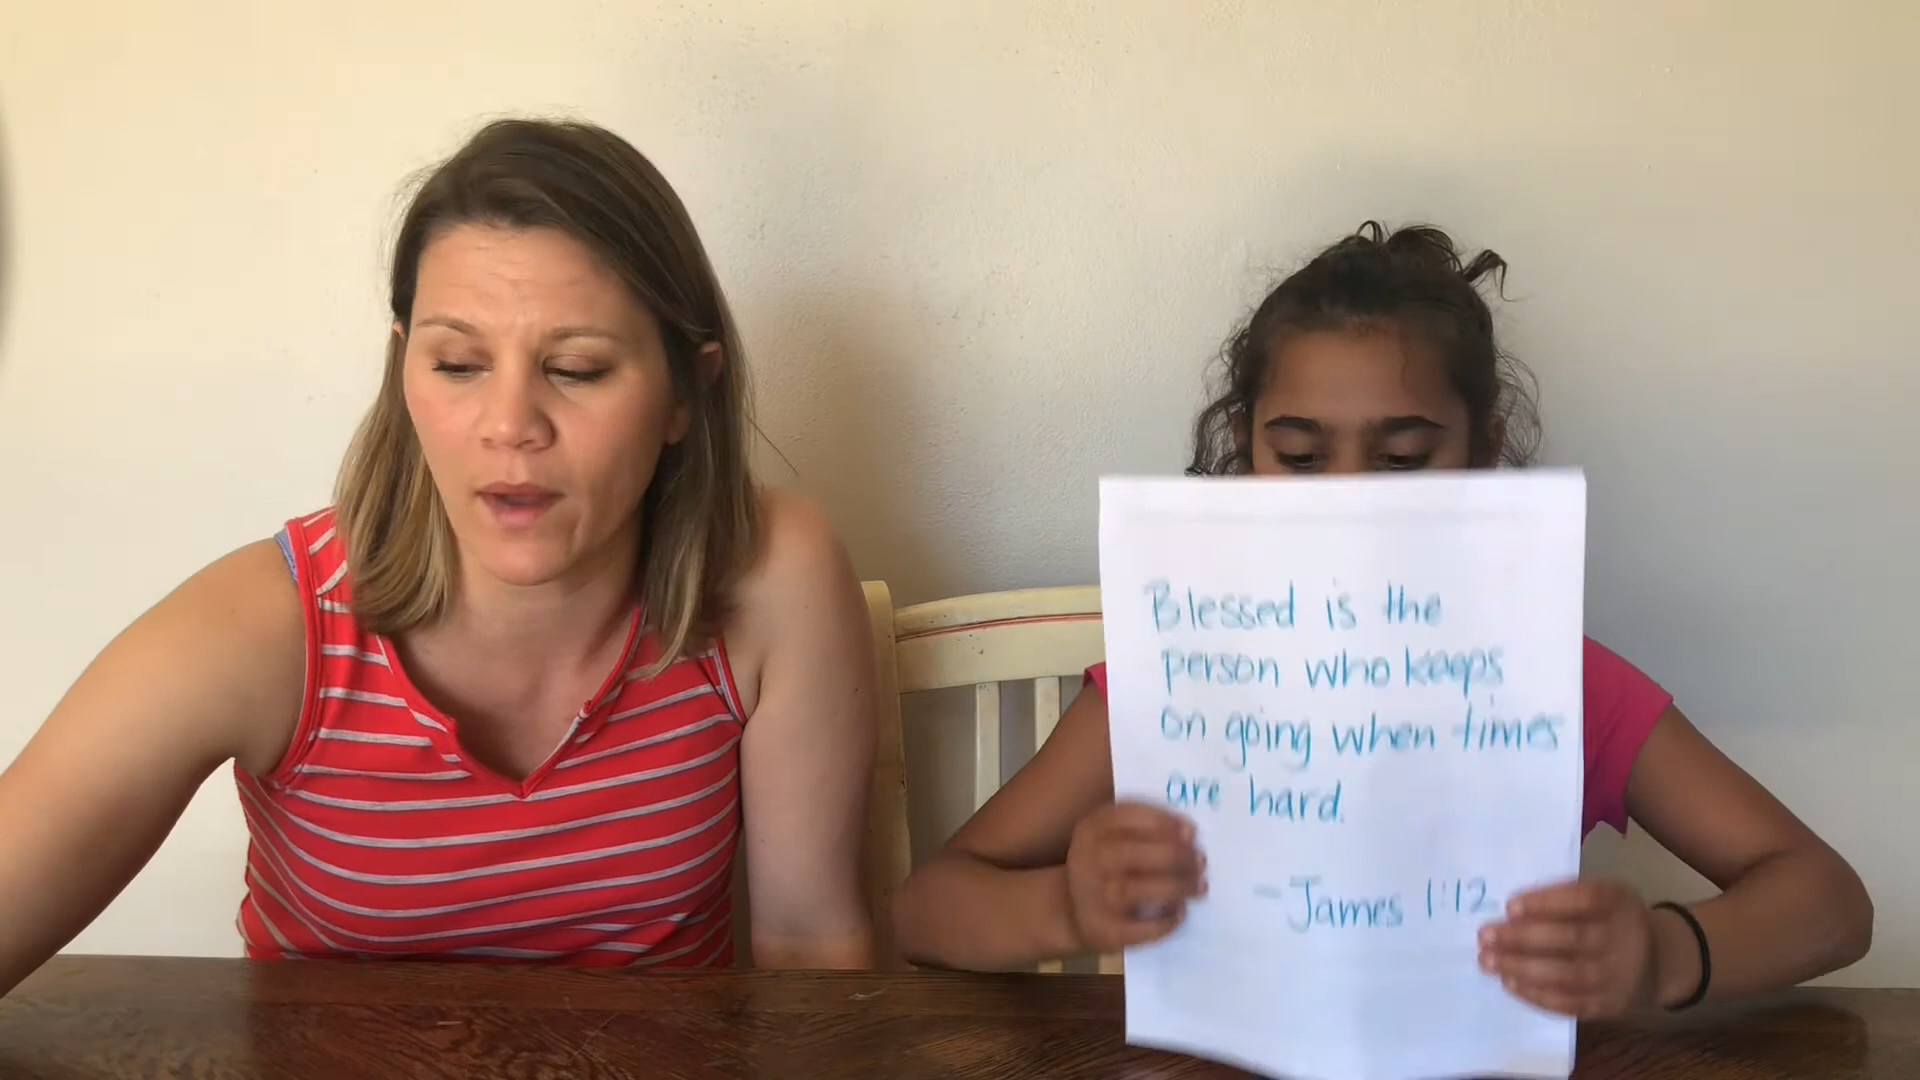 Blessed is the
person who keeps
on going when times
are hard.
-James 1:12